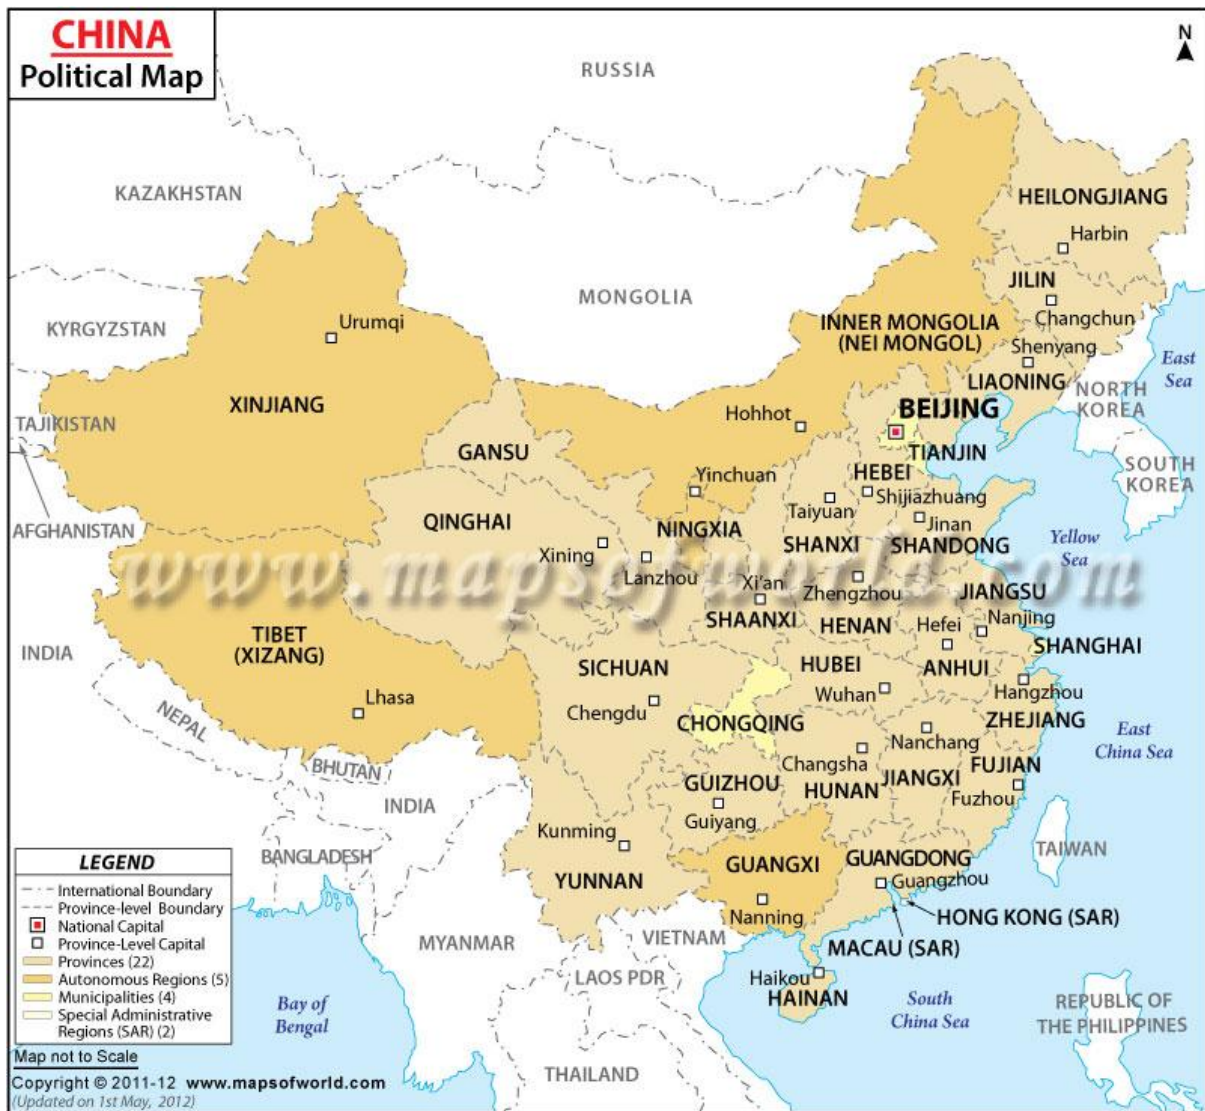 CHINA
Political Map
N
RUSSIA
KAZAKHSTAN
HEILONGJIANG
Harbin
MONGOLIA
JILIN
Changchun
KYRGYZSTAN
Urumqi
INNER MONGOLIA
(NEI MONGOL)
Shenyang
East
Sea
LIAONING
NORTH
KOREA
XINJIANG
BEIJING
Hohhot
TAJIKISTAN
GANSU
TIANJIN
SOUTH
KOREA
Yinchuan
HEBEI
Shijiazhuang
Taiyuan
QINGHAI
AFGHANISTAN
NINGXIA
Jinan
SHANXI
SHANDONG
Yellow
Sea
Xining
Lanzhou
www.mapsofworld.com
Xi'an
Zhengzhou
JIANGSU
SHAANXI
HENAN
Hefei
Nanjing
TIBET
(XIZANG)
INDIA
SHANGHAI
SICHUAN
HUBEI
ANHUI
Lhasa
Chengdu
Wuhan
Hangzhou
NEPAL
CHONGQING
ZHEJIANG
East
China Sea
Nanchang
BHUTAN
Changsha
FUJIAN
GUIZHOU
HUNAN
JIANGXI
INDIA
Fuzhou
Guiyang
Kunming
TAIWAN
BANGLADESH
GUANGXI
GUANGDONG
YUNNAN
Guangzhou
Nanning
HONG KONG (SAR)
MYANMAR
VIETNAM
MACAU (SAR)
LAOS PDR
Haikou
HAINAN
South
China Sea
REPUBLIC OF
THE PHILIPPINES
Bay of
Bengal
THAILAND
LEGEND
International Boundary
Province-level Boundary
National Capital
Province-Level Capital
Provinces (22)
Autonomous Regions (5)
Municipalities (4)
Special Administrative
Regions (SAR) (2)
Map not to Scale
Copyright © 2011-12 www.mapsofworld.com
(Updated on 1st May, 2012)